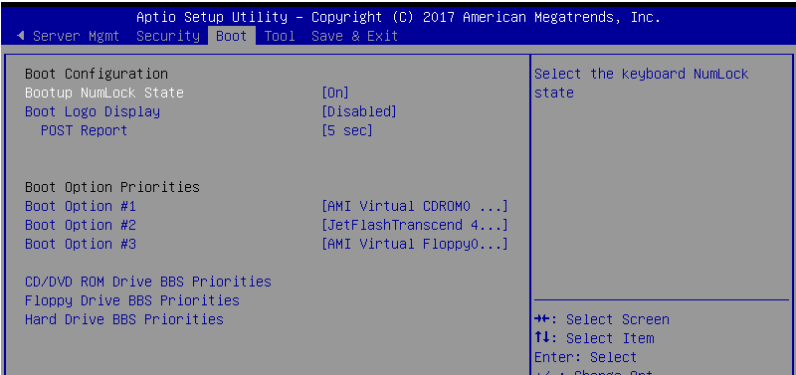 Aptio Setup Utility – Copyright (C) 2017 American Megatrends, Inc.
Server Mgmt Security Boot Tool Save & Exit
Boot Configuration
Bootup NumLock State [On]
Boot Logo Display [Disabled]
POST Report [5 sec]
Boot Option Priorities
Boot Option #1 [AMI Virtual CDROM0 ...]
Boot Option #2 [JetFlashTranscend 4...]
Boot Option #3 [AMI Virtual Floppy0...]
CD/DVD ROM Drive BBS Priorities
Floppy Drive BBS Priorities
Hard Drive BBS Priorities
Select the keyboard NumLock
state
→←: Select Screen
↑↓: Select Item
Enter: Select
+/-: Change Opt.